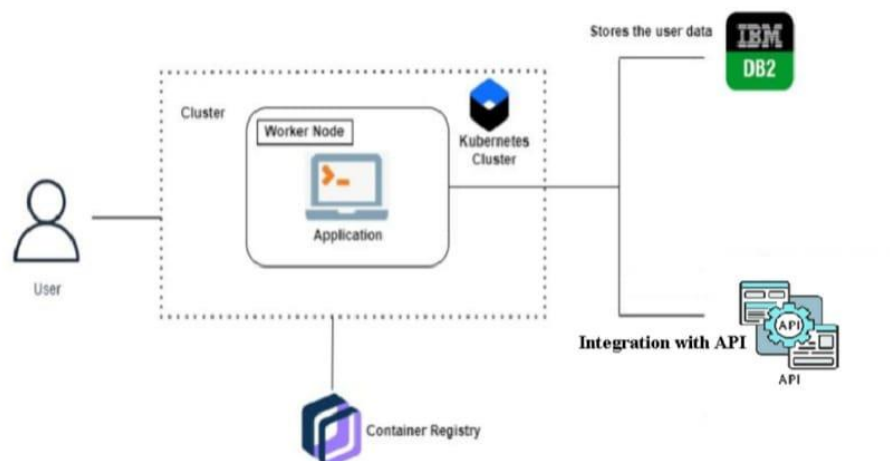 Stores the user data
IBM
DB2
Cluster
Worker Node
Kubernetes
Cluster
Application
User
API
Integration with API
API
Container Registry